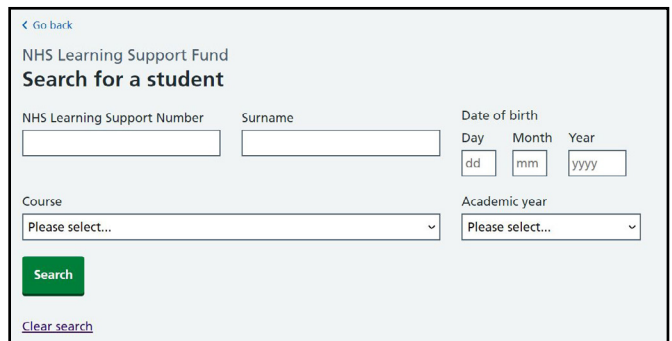 Go back
NHS Learning Support Fund
Search for a student
NHS Learning Support Number
Surname
Date of birth
Day Month Year
dd mm yyyy
Course
Academic year
Please select...
Please select...
Search
Clear search